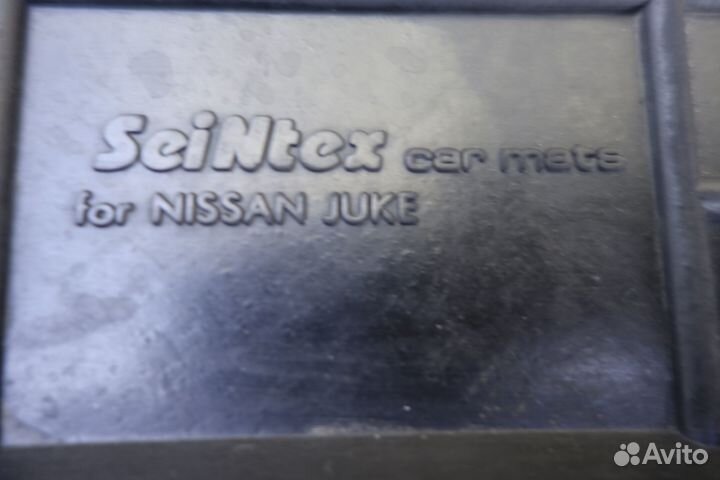 SeiNtex car mats
for NISSAN JUKE
Avito